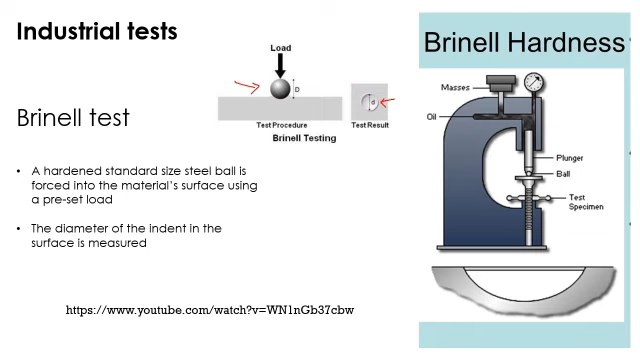 Industrial tests
Brinell test
Load
D
d
Test Procedure
Test Result
Brinell Testing
• A hardened standard size steel ball is
forced into the material's surface using
a pre-set load
• The diameter of the indent in the
surface is measured
https://www.youtube.com/watch?v=WN1nGb37cbw
Brinell Hardness
Masses
Oil
Plunger
Ball
Test
Specimen